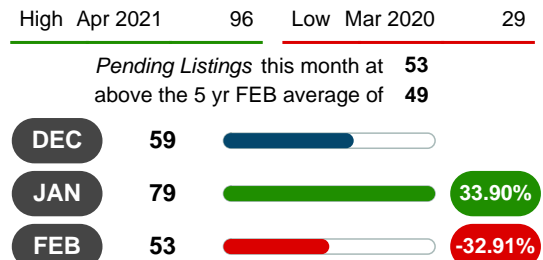 High Apr 2021 96 Low Mar 2020 29
Pending Listings this month at 53
above the 5 yr FEB average of 49
DEC 59
JAN 79 33.90%
FEB 53 -32.91%